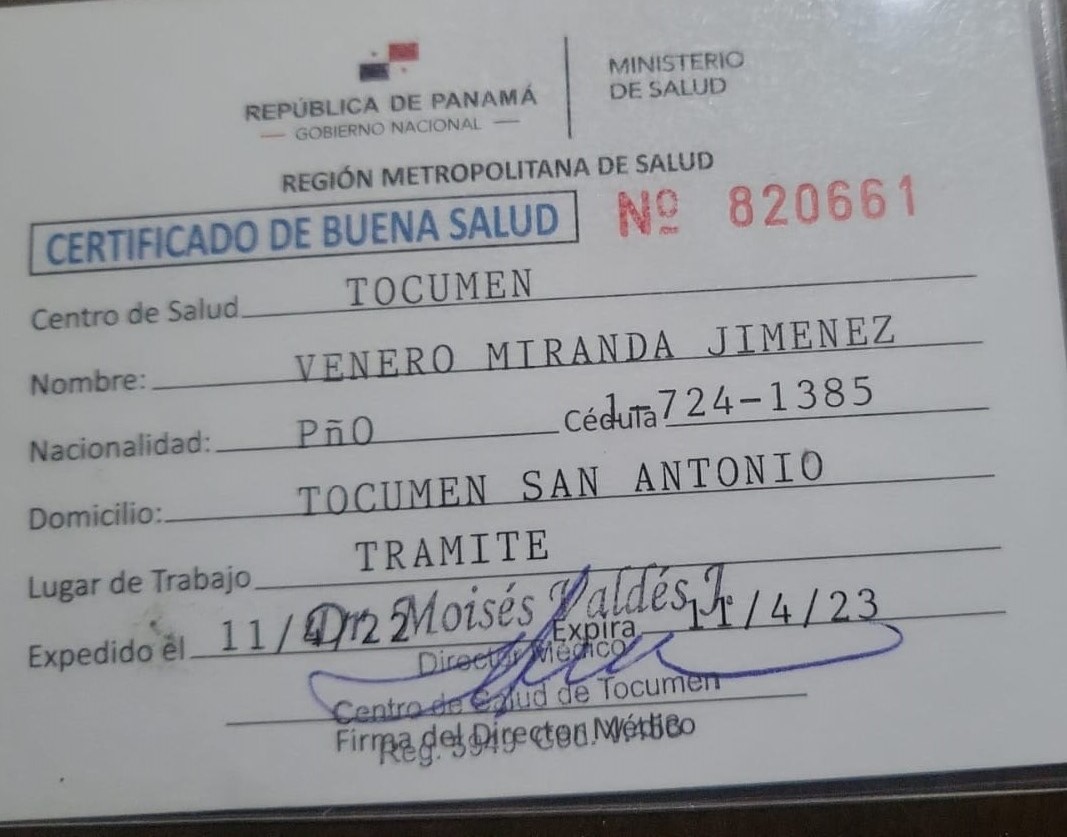 REPÚBLICA DE PANAMÁ
— GOBIERNO NACIONAL —
MINISTERIO
DE SALUD
REGIÓN METROPOLITANA DE SALUD
CERTIFICADO DE BUENA SALUD Nº 820661
Centro de Salud TOCUMEN
Nombre: VENERO MIRANDA JIMENEZ
Nacionalidad: PñO Cédula 1-724-1385
Domicilio: TOCUMEN SAN ANTONIO
Lugar de Trabajo TRAMITE
Dr. Moisés Valdés J.
Expedido el 11/4/22 Expira 11/4/23
Director Médico
Centro de Salud de Tocumen
Firma del Director Médico
Reg.